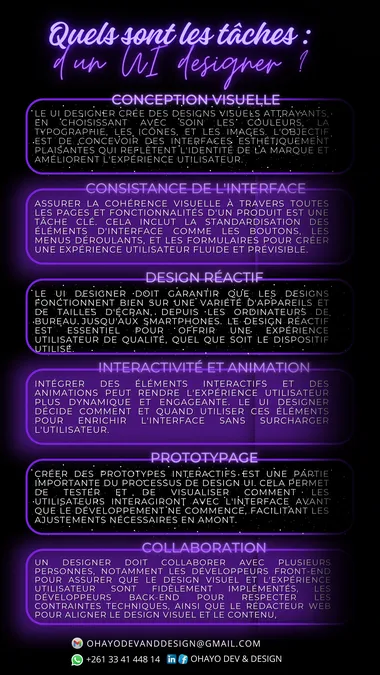 Quels sont les tâches :
d'un UI designer ?
CONCEPTION VISUELLE
LE UI DESIGNER CRÉE DES DESIGNS VISUELS ATTRAYANTS,
EN CHOISISSANT AVEC SOIN LES COULEURS, LA
TYPOGRAPHIE, LES ICÔNES, ET LES IMAGES. L'OBJECTIF
EST DE CONCEVOIR DES INTERFACES ESTHÉTIQUEMENT
PLAISANTES QUI REFLÈTENT L'IDENTITÉ DE LA MARQUE ET
AMÉLIORENT L'EXPÉRIENCE UTILISATEUR.
CONSISTANCE DE L'INTERFACE
ASSURER LA COHÉRENCE VISUELLE À TRAVERS TOUTES
LES PAGES ET FONCTIONNALITÉS D'UN PRODUIT EST UNE
TÂCHE CLÉ. CELA INCLUT LA STANDARDISATION DES
ÉLÉMENTS D'INTERFACE COMME LES BOUTONS, LES
MENUS DÉROULANTS, ET LES FORMULAIRES POUR CRÉER
UNE EXPÉRIENCE UTILISATEUR FLUIDE ET PRÉVISIBLE.
DESIGN RÉACTIF
LE UI DESIGNER DOIT GARANTIR QUE LES DESIGNS
FONCTIONNENT BIEN SUR UNE VARIÉTÉ D'APPAREILS ET
DE TAILLES D'ÉCRAN, DEPUIS LES ORDINATEURS DE
BUREAU JUSQU'AUX SMARTPHONES. LE DESIGN RÉACTIF
EST ESSENTIEL POUR OFFRIR UNE EXPÉRIENCE
UTILISATEUR DE QUALITÉ, QUEL QUE SOIT LE DISPOSITIF
UTILISÉ.
INTERACTIVITÉ ET ANIMATION
INTÉGRER DES ÉLÉMENTS INTERACTIFS ET DES
ANIMATIONS PEUT RENDRE L'EXPÉRIENCE UTILISATEUR
PLUS DYNAMIQUE ET ENGAGEANTE. LE UI DESIGNER
DÉCIDE COMMENT ET QUAND UTILISER CES ÉLÉMENTS
POUR ENRICHIR L'INTERFACE SANS SURCHARGER
L'UTILISATEUR.
PROTOTYPAGE
CRÉER DES PROTOTYPES INTERACTIFS EST UNE PARTIE
IMPORTANTE DU PROCESSUS DE DESIGN UI. CELA PERMET
DE TESTER ET DE VISUALISER COMMENT LES
UTILISATEURS INTERAGIRONT AVEC L'INTERFACE AVANT
QUE LE DÉVELOPPEMENT NE COMMENCE, FACILITANT LES
AJUSTEMENTS NÉCESSAIRES EN AMONT.
COLLABORATION
UN DESIGNER DOIT COLLABORER AVEC PLUSIEURS
PERSONNES, NOTAMMENT LES DÉVELOPPEURS FRONT-END
POUR ASSURER QUE LE DESIGN VISUEL ET L'EXPÉRIENCE
UTILISATEUR SONT FIDÈLEMENT IMPLÉMENTÉS, LES
DÉVELOPPEURS BACK-END POUR RESPECTER LES
CONTRAINTES TECHNIQUES, AINSI QUE LE RÉDACTEUR WEB
POUR ALIGNER LE DESIGN VISUEL ET LE CONTENU,
OHAYODEVANDDESIGN@GMAIL.COM
+261 33 41 448 14 OHAYO DEV & DESIGN